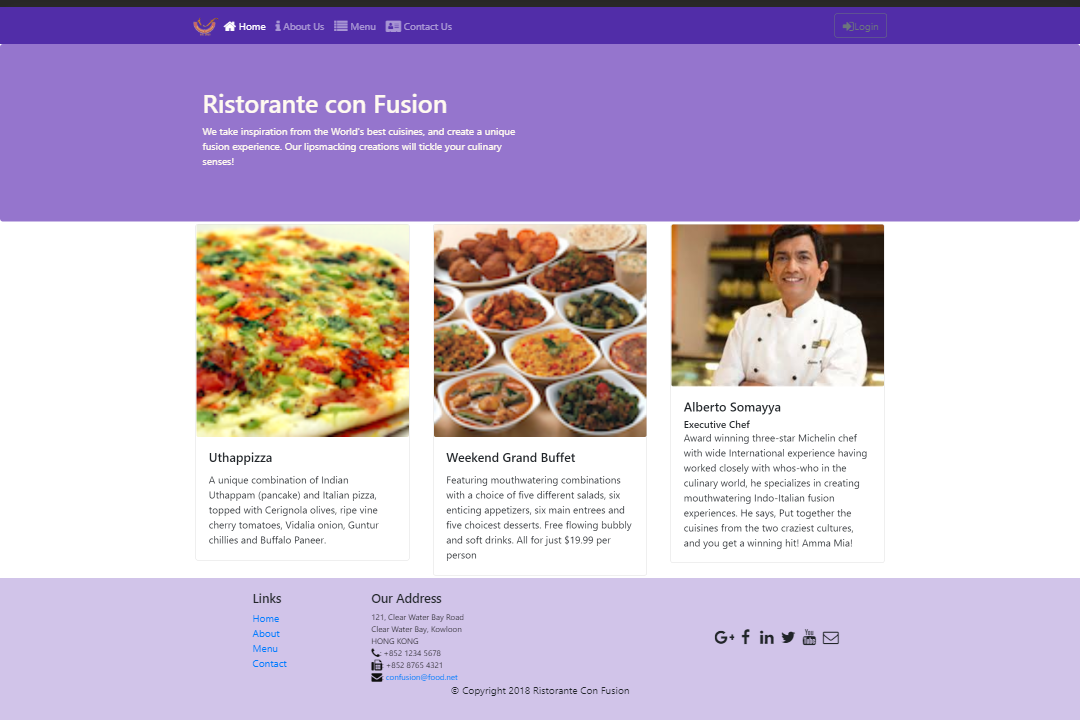 Home About Us Menu Contact Us Login
Ristorante con Fusion
We take inspiration from the World's best cuisines, and create a unique
fusion experience. Our lipsmacking creations will tickle your culinary
senses!
Uthappizza
A unique combination of Indian
Uthappam (pancake) and Italian pizza,
topped with Cerignola olives, ripe vine
cherry tomatoes, Vidalia onion, Guntur
chillies and Buffalo Paneer.
Weekend Grand Buffet
Featuring mouthwatering combinations
with a choice of five different salads, six
enticing appetizers, six main entrees and
five choicest desserts. Free flowing bubbly
and soft drinks. All for just $19.99 per
person
Alberto Somayya
Executive Chef
Award winning three-star Michelin chef
with wide International experience having
worked closely with whos-who in the
culinary world, he specializes in creating
mouthwatering Indo-Italian fusion
experiences. He says, Put together the
cuisines from the two craziest cultures,
and you get a winning hit! Amma Mia!
Links
Home
About
Menu
Contact
Our Address
121, Clear Water Bay Road
Clear Water Bay, Kowloon
HONG KONG
: +852 1234 5678
: +852 8765 4321
: confusion@food.net
G+ f in You Tube
© Copyright 2018 Ristorante Con Fusion